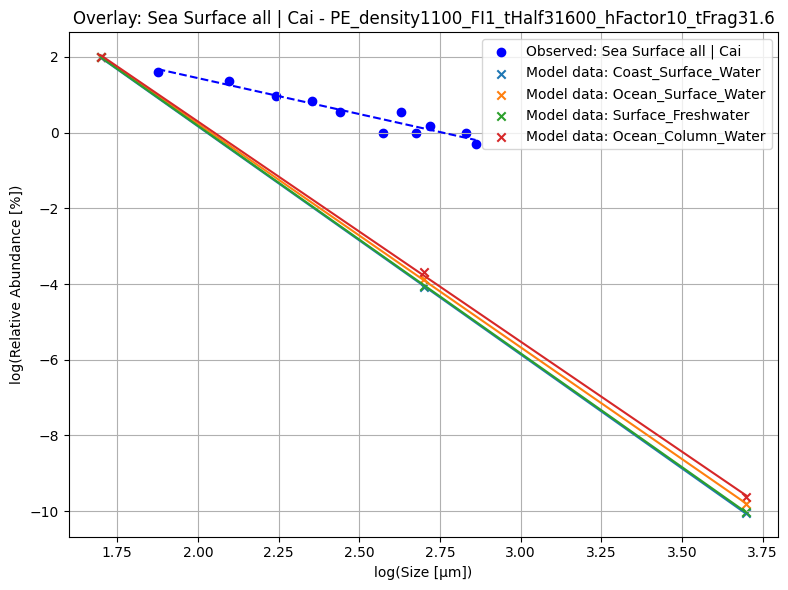 Overlay: Sea Surface all | Cai - PE_density1100_FI1_tHalf31600_hFactor10_tFrag31.6
Observed: Sea Surface all | Cai
Model data: Coast_Surface_Water
Model data: Ocean_Surface_Water
Model data: Surface_Freshwater
Model data: Ocean_Column_Water
log(Relative Abundance [%])
2
0
−2
−4
−6
−8
−10
1.75
2.00
2.25
2.50
2.75
3.00
3.25
3.50
3.75
log(Size [μm])